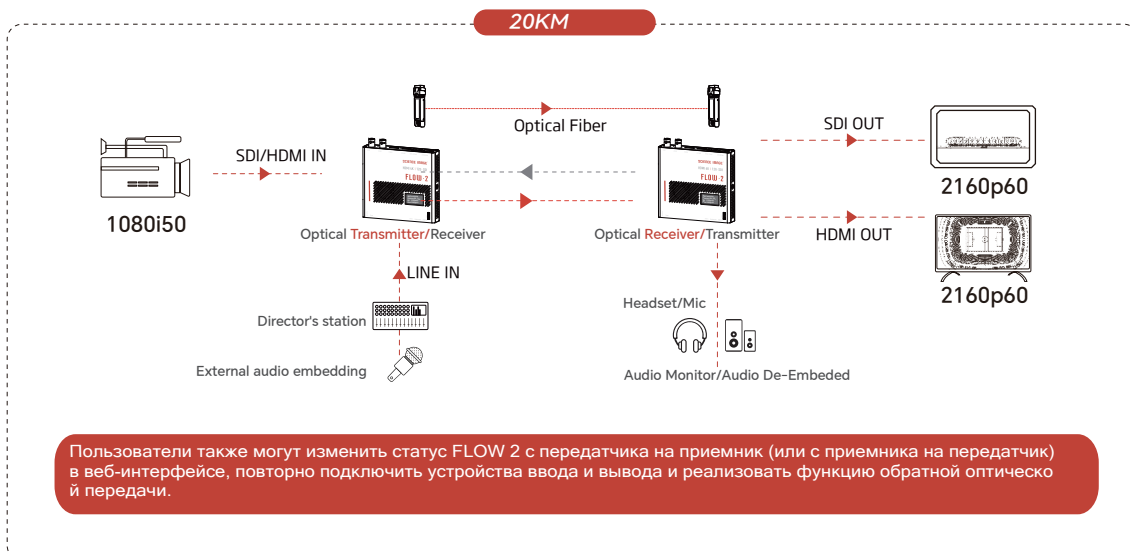 20KM
Optical Fiber
SDI OUT
SDI/HDMI IN
FLOW-2
FLOW-2
2160p60
1080i50
Optical Transmitter/Receiver
Optical Receiver/Transmitter
HDMI OUT
LINE IN
2160p60
Headset/Mic
Director's station
External audio embedding
Audio Monitor/Audio De-Embeded
Пользователи также могут изменить статус FLOW 2 с передатчика на приемник (или с приемника на передатчик)
в веб-интерфейсе, повторно подключить устройства ввода и вывода и реализовать функцию обратной оптическо
й передачи.